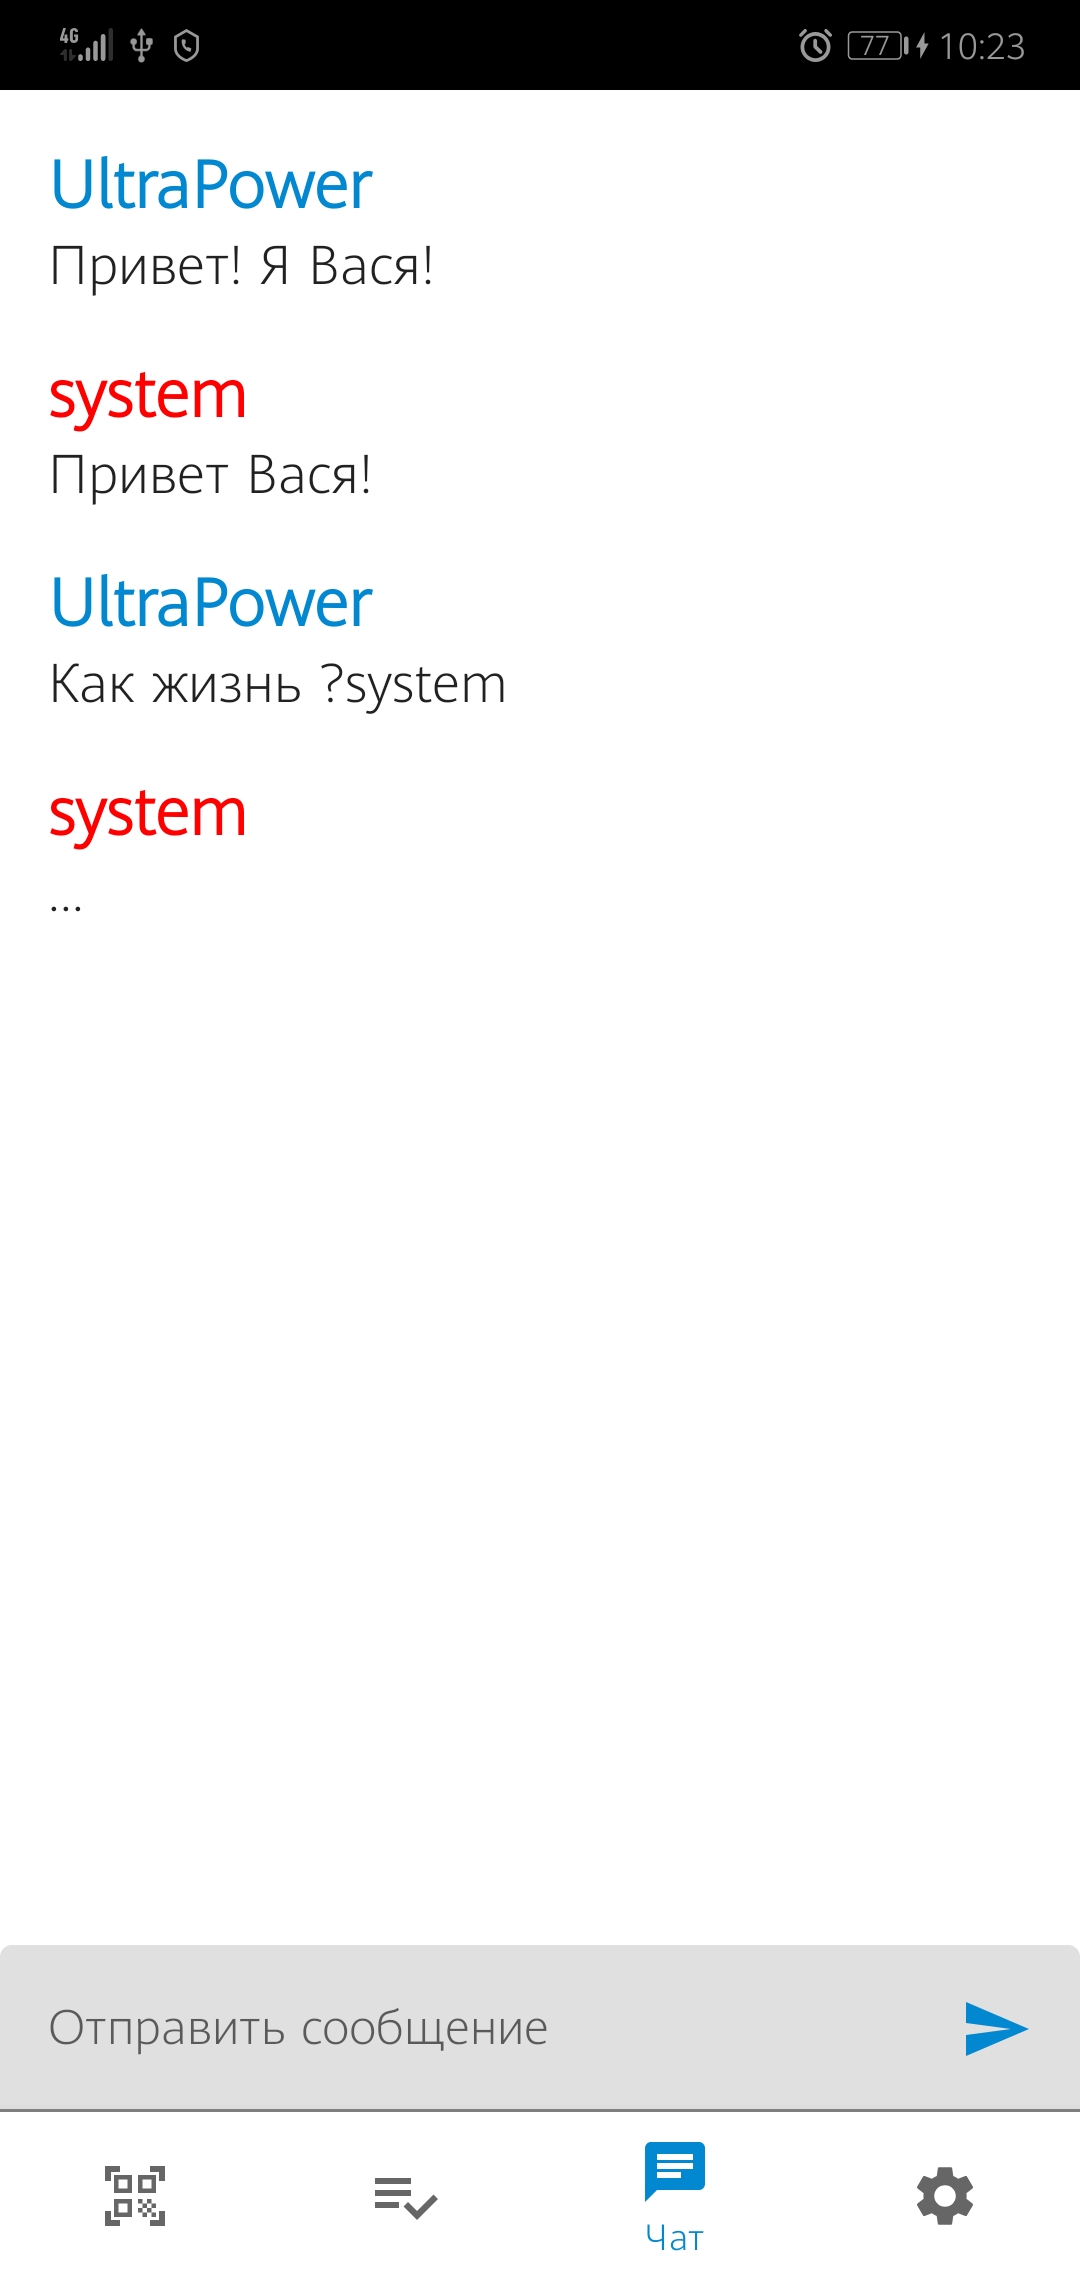 4G 77 10:23
UltraPower
Привет! Я Вася!
system
Привет Вася!
UltraPower
Как жизнь ?system
system
...
Отправить сообщение
Чат